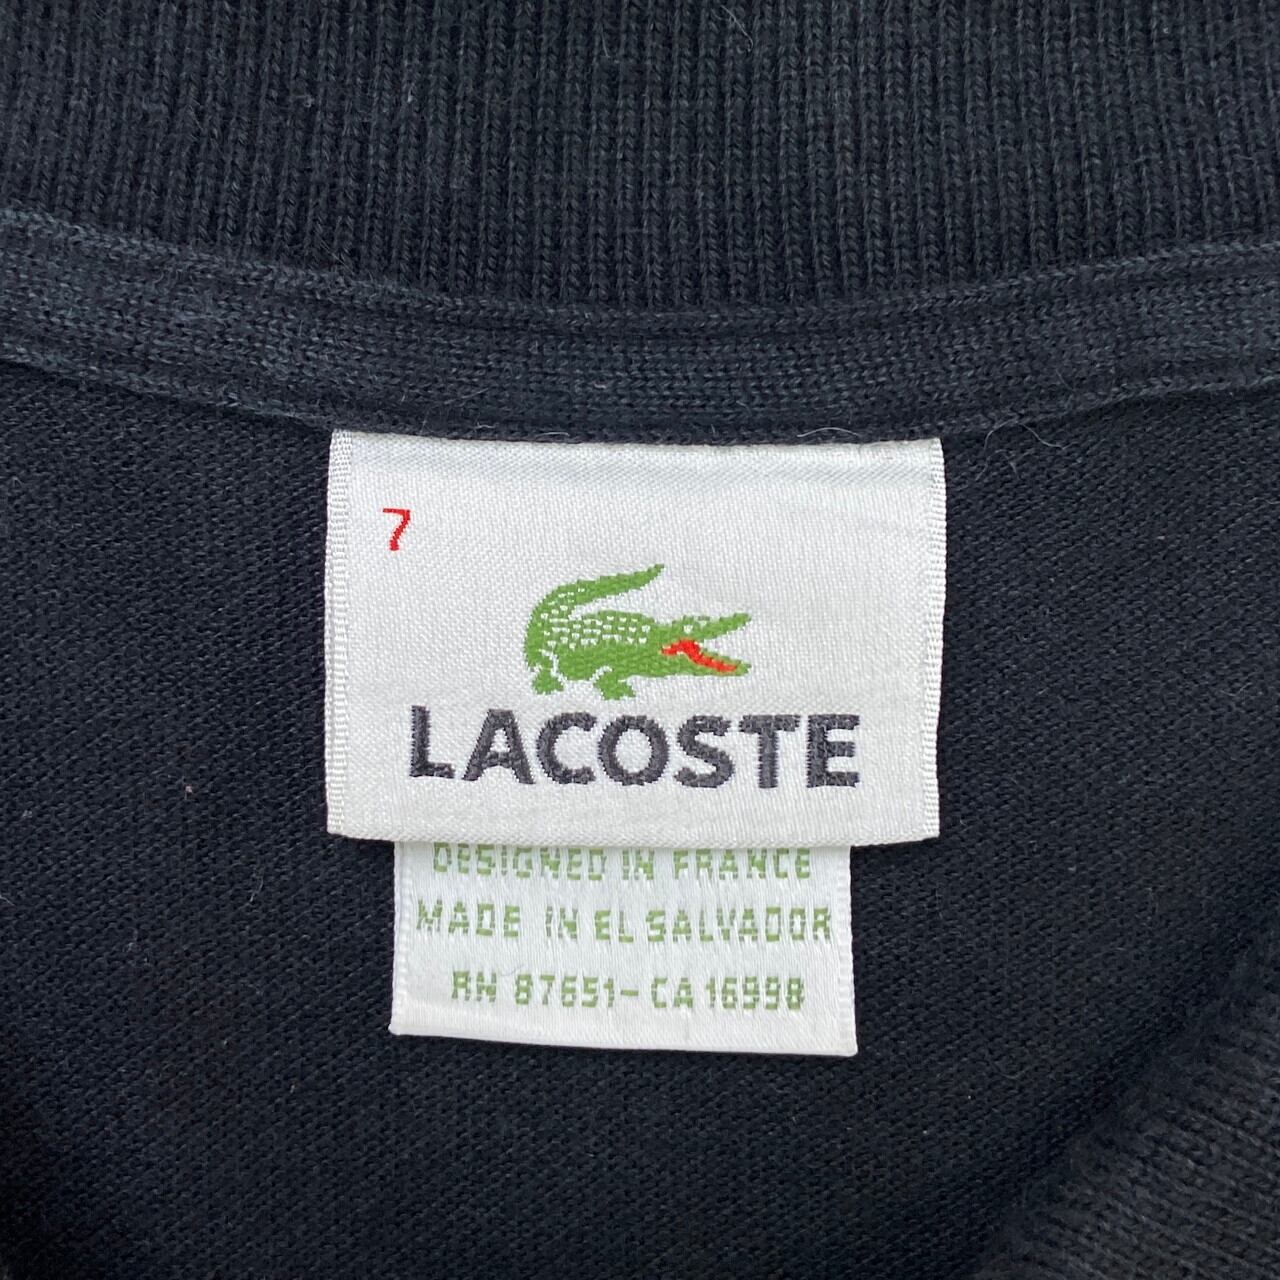 7
LACOSTE
DESIGNED IN FRANCE
MADE IN EL SALVADOR
RN 87651-CA 16998